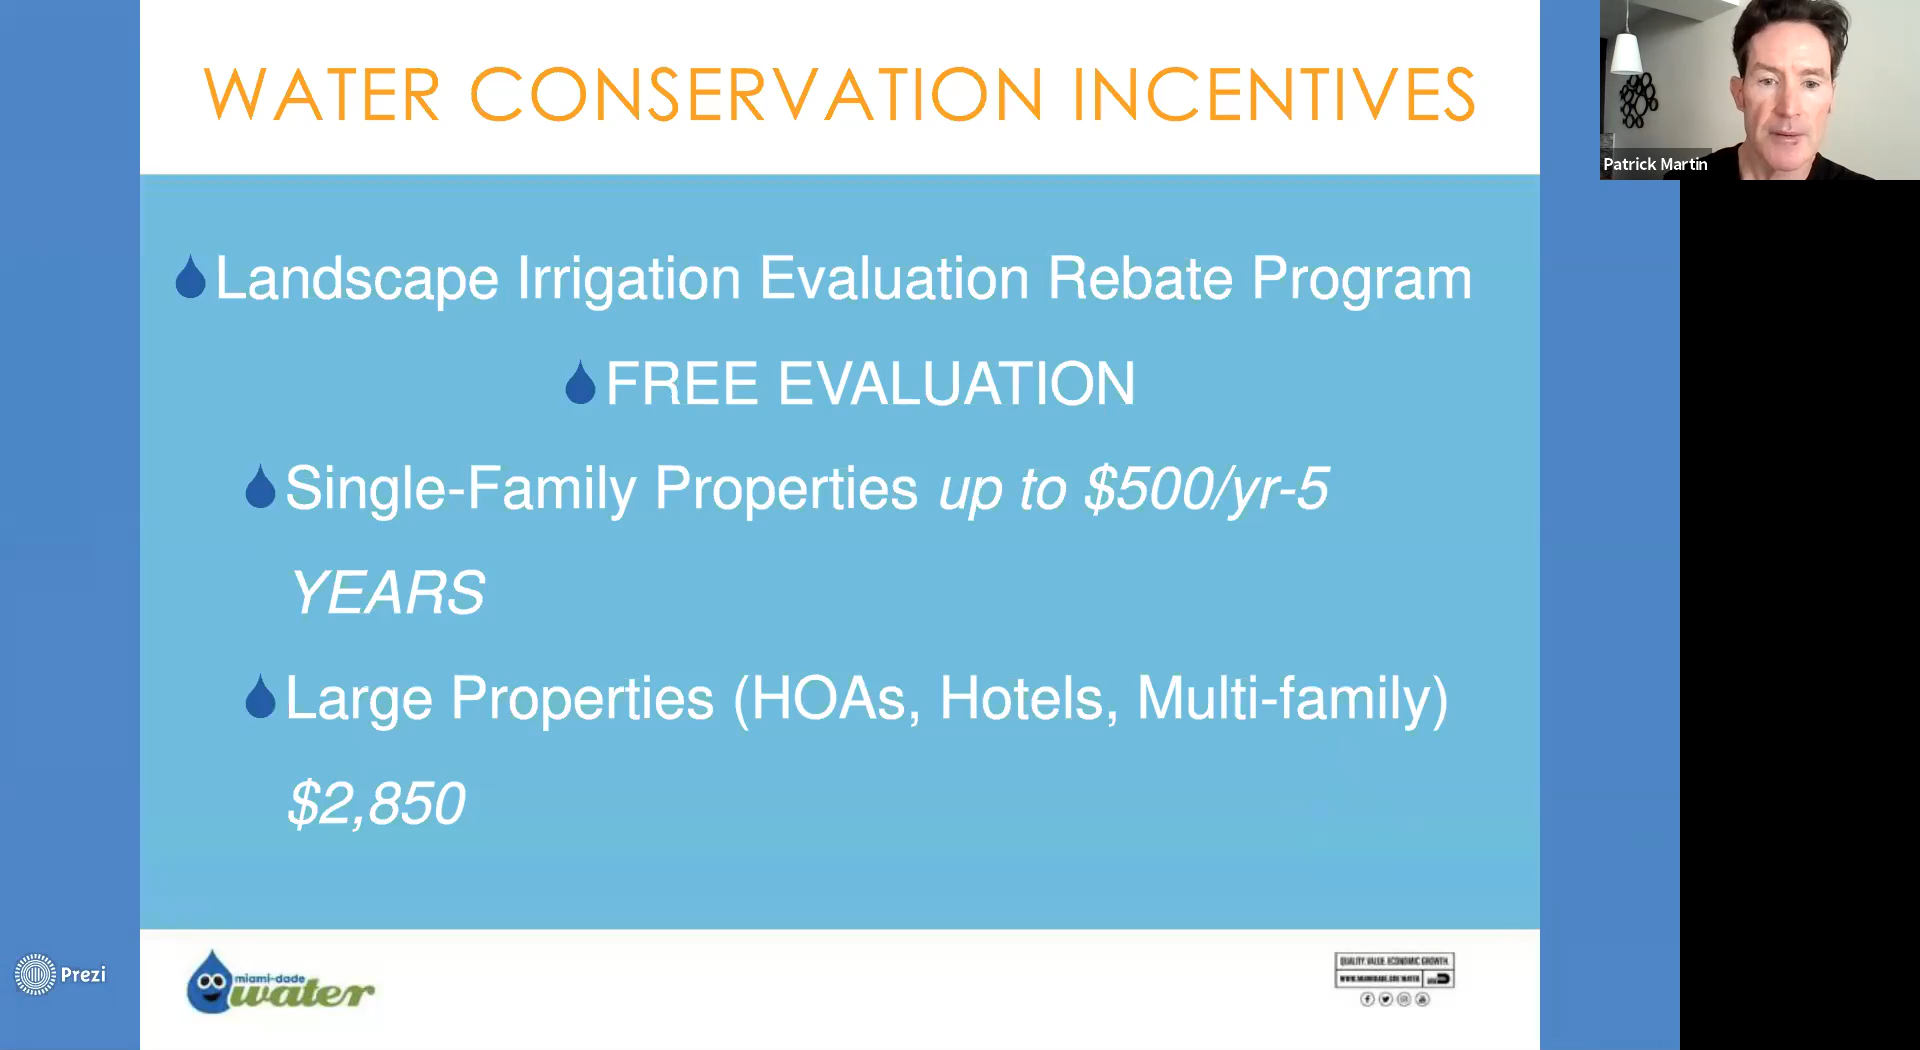 WATER CONSERVATION INCENTIVES
Patrick Martin
Landscape Irrigation Evaluation Rebate Program
FREE EVALUATION
Single-Family Properties up to $500/yr-5
YEARS
Large Properties (HOAs, Hotels, Multi-family)
$2,850
Prezi
miami-dade
water
QUALITY. VALUE. ECONOMIC GROWTH.
WWW.MIAMIDADE.GOV/WATER